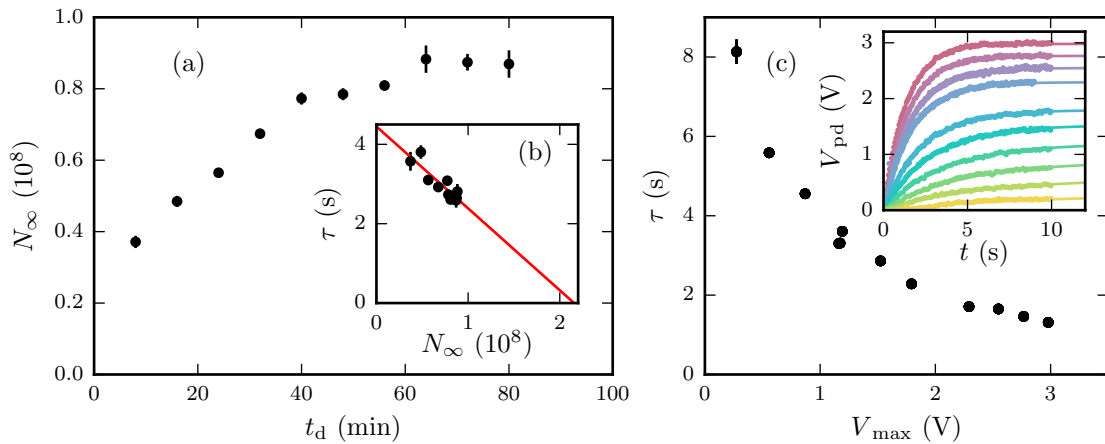 1.0
0.8
0.6
0.4
0.2
0.0
N∞ (10⁸)
(a)
0 20 40 60 80 100
t_d (min)
4
2
0
τ (s)
(b)
0 1 2
N∞ (10⁸)
8
6
4
2
0
τ (s)
(c)
0 1 2 3
V_max (V)
3
2
1
0
V_pd (V)
0 5 10
t (s)